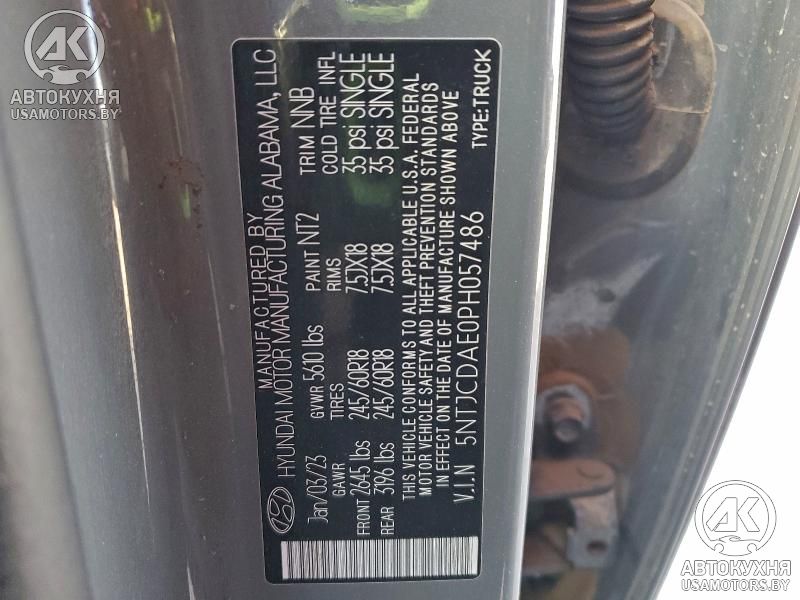 AK
АВТОКУХНЯ
USAMOTORS.BY
MANUFACTURED BY
HYUNDAI MOTOR MANUFACTURING ALABAMA, LLC
Jan/03/23 GVWR 5610 lbs PAINT NT2 TRIM NNB
GAWR TIRES RIMS COLD TIRE INFL
FRONT 2645 lbs 245/60R18 7.5JX18 35 psi SINGLE
REAR 3196 lbs 245/60R18 7.5JX18 35 psi SINGLE
THIS VEHICLE CONFORMS TO ALL APPLICABLE U.S.A. FEDERAL
MOTOR VEHICLE SAFETY AND THEFT PREVENTION STANDARDS
IN EFFECT ON THE DATE OF MANUFACTURE SHOWN ABOVE
V.I.N 5NTJCDAE0PH057486 TYPE:TRUCK
AK
АВТОКУХНЯ
USAMOTORS.BY